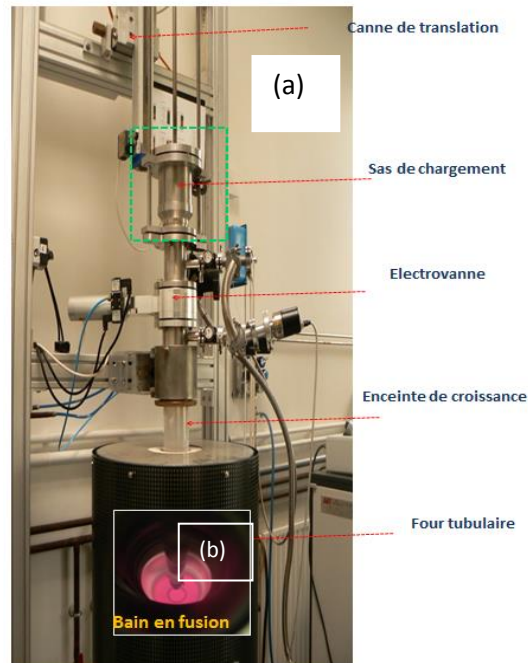 Canne de translation
(a)
Sas de chargement
Electrovanne
Enceinte de croissance
Four tubulaire
(b)
Bain en fusion